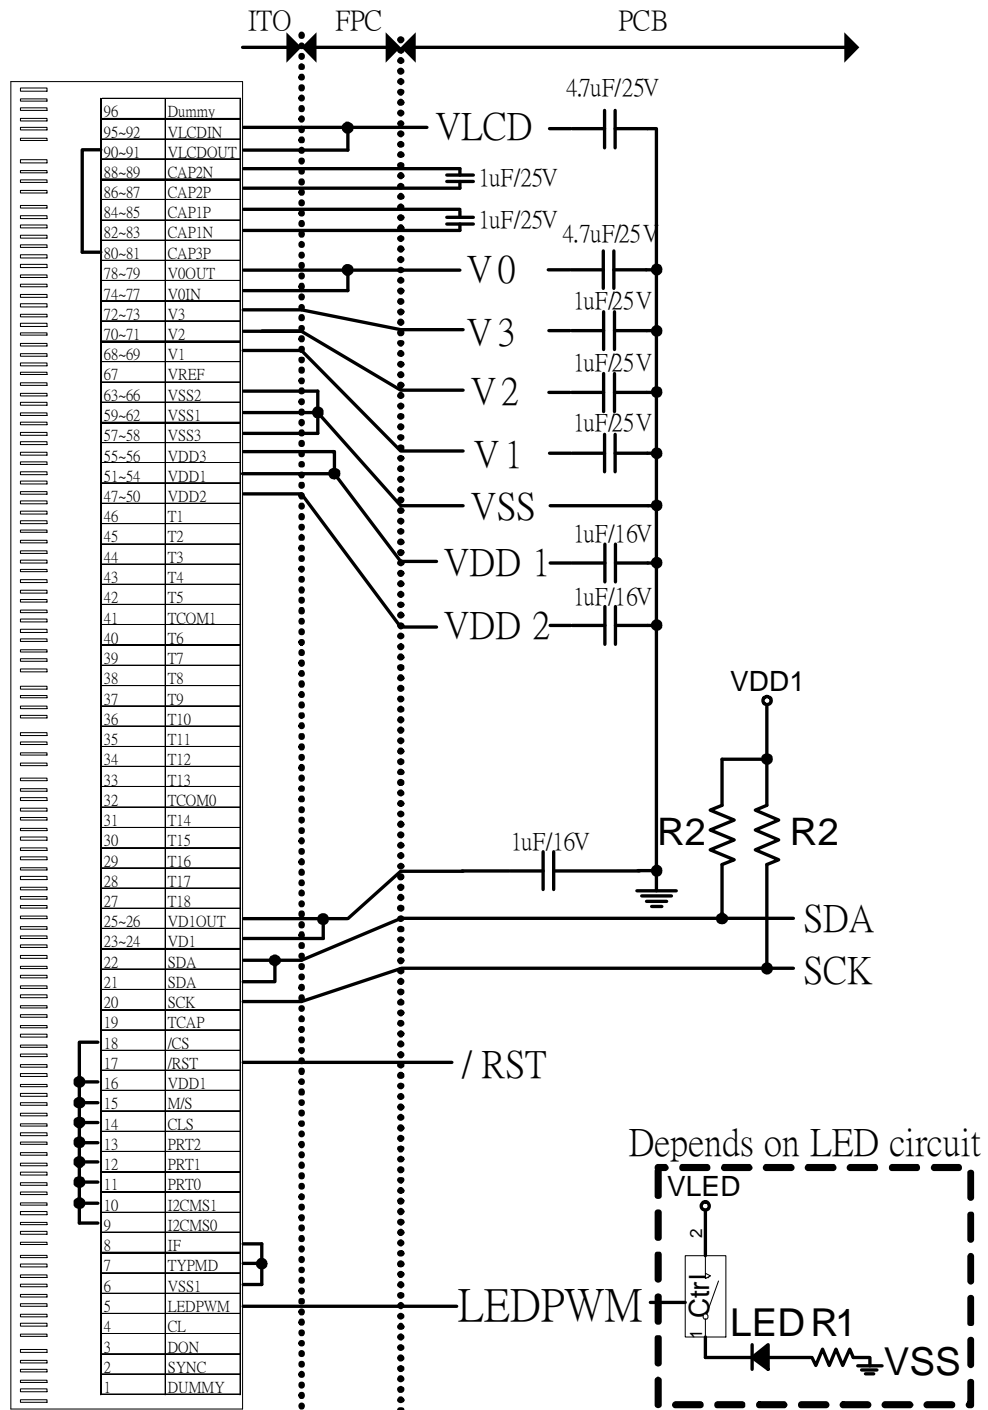 ITO FPC PCB
96 Dummy
95~92 VLCDIN
90~91 VLCDOUT
88~89 CAP2N
86~87 CAP2P
84~85 CAP1P
82~83 CAP1N
80~81 CAP3P
78~79 V0OUT
74~77 V0IN
72~73 V3
70~71 V2
68~69 V1
67 VREF
63~66 VSS2
59~62 VSS1
57~58 VSS3
55~56 VDD3
51~54 VDD1
47~50 VDD2
46 T1
45 T2
44 T3
43 T4
42 T5
41 TCOM1
40 T6
39 T7
38 T8
37 T9
36 T10
35 T11
34 T12
33 T13
32 TCOM0
31 T14
30 T15
29 T16
28 T17
27 T18
25~26 VD1OUT
23~24 VD1
22 SDA
21 SDA
20 SCK
19 TCAP
18 /CS
17 /RST
16 VDD1
15 M/S
14 CLS
13 PRT2
12 PRT1
11 PRT0
10 I2CMS1
9 I2CMS0
8 IF
7 TYPMD
6 VSS1
5 LEDPWM
4 CL
3 DON
2 SYNC
1 DUMMY
4.7uF/25V
VLCD
1uF/25V
1uF/25V
4.7uF/25V
V0
1uF/25V
V3
1uF/25V
V2
1uF/25V
V1
VSS
1uF/16V
VDD 1
1uF/16V
VDD 2
VDD1
R2 R2
1uF/16V
SDA
SCK
/ RST
Depends on LED circuit
VLED
2
Ctrl
1
LEDPWM
LED R1
VSS